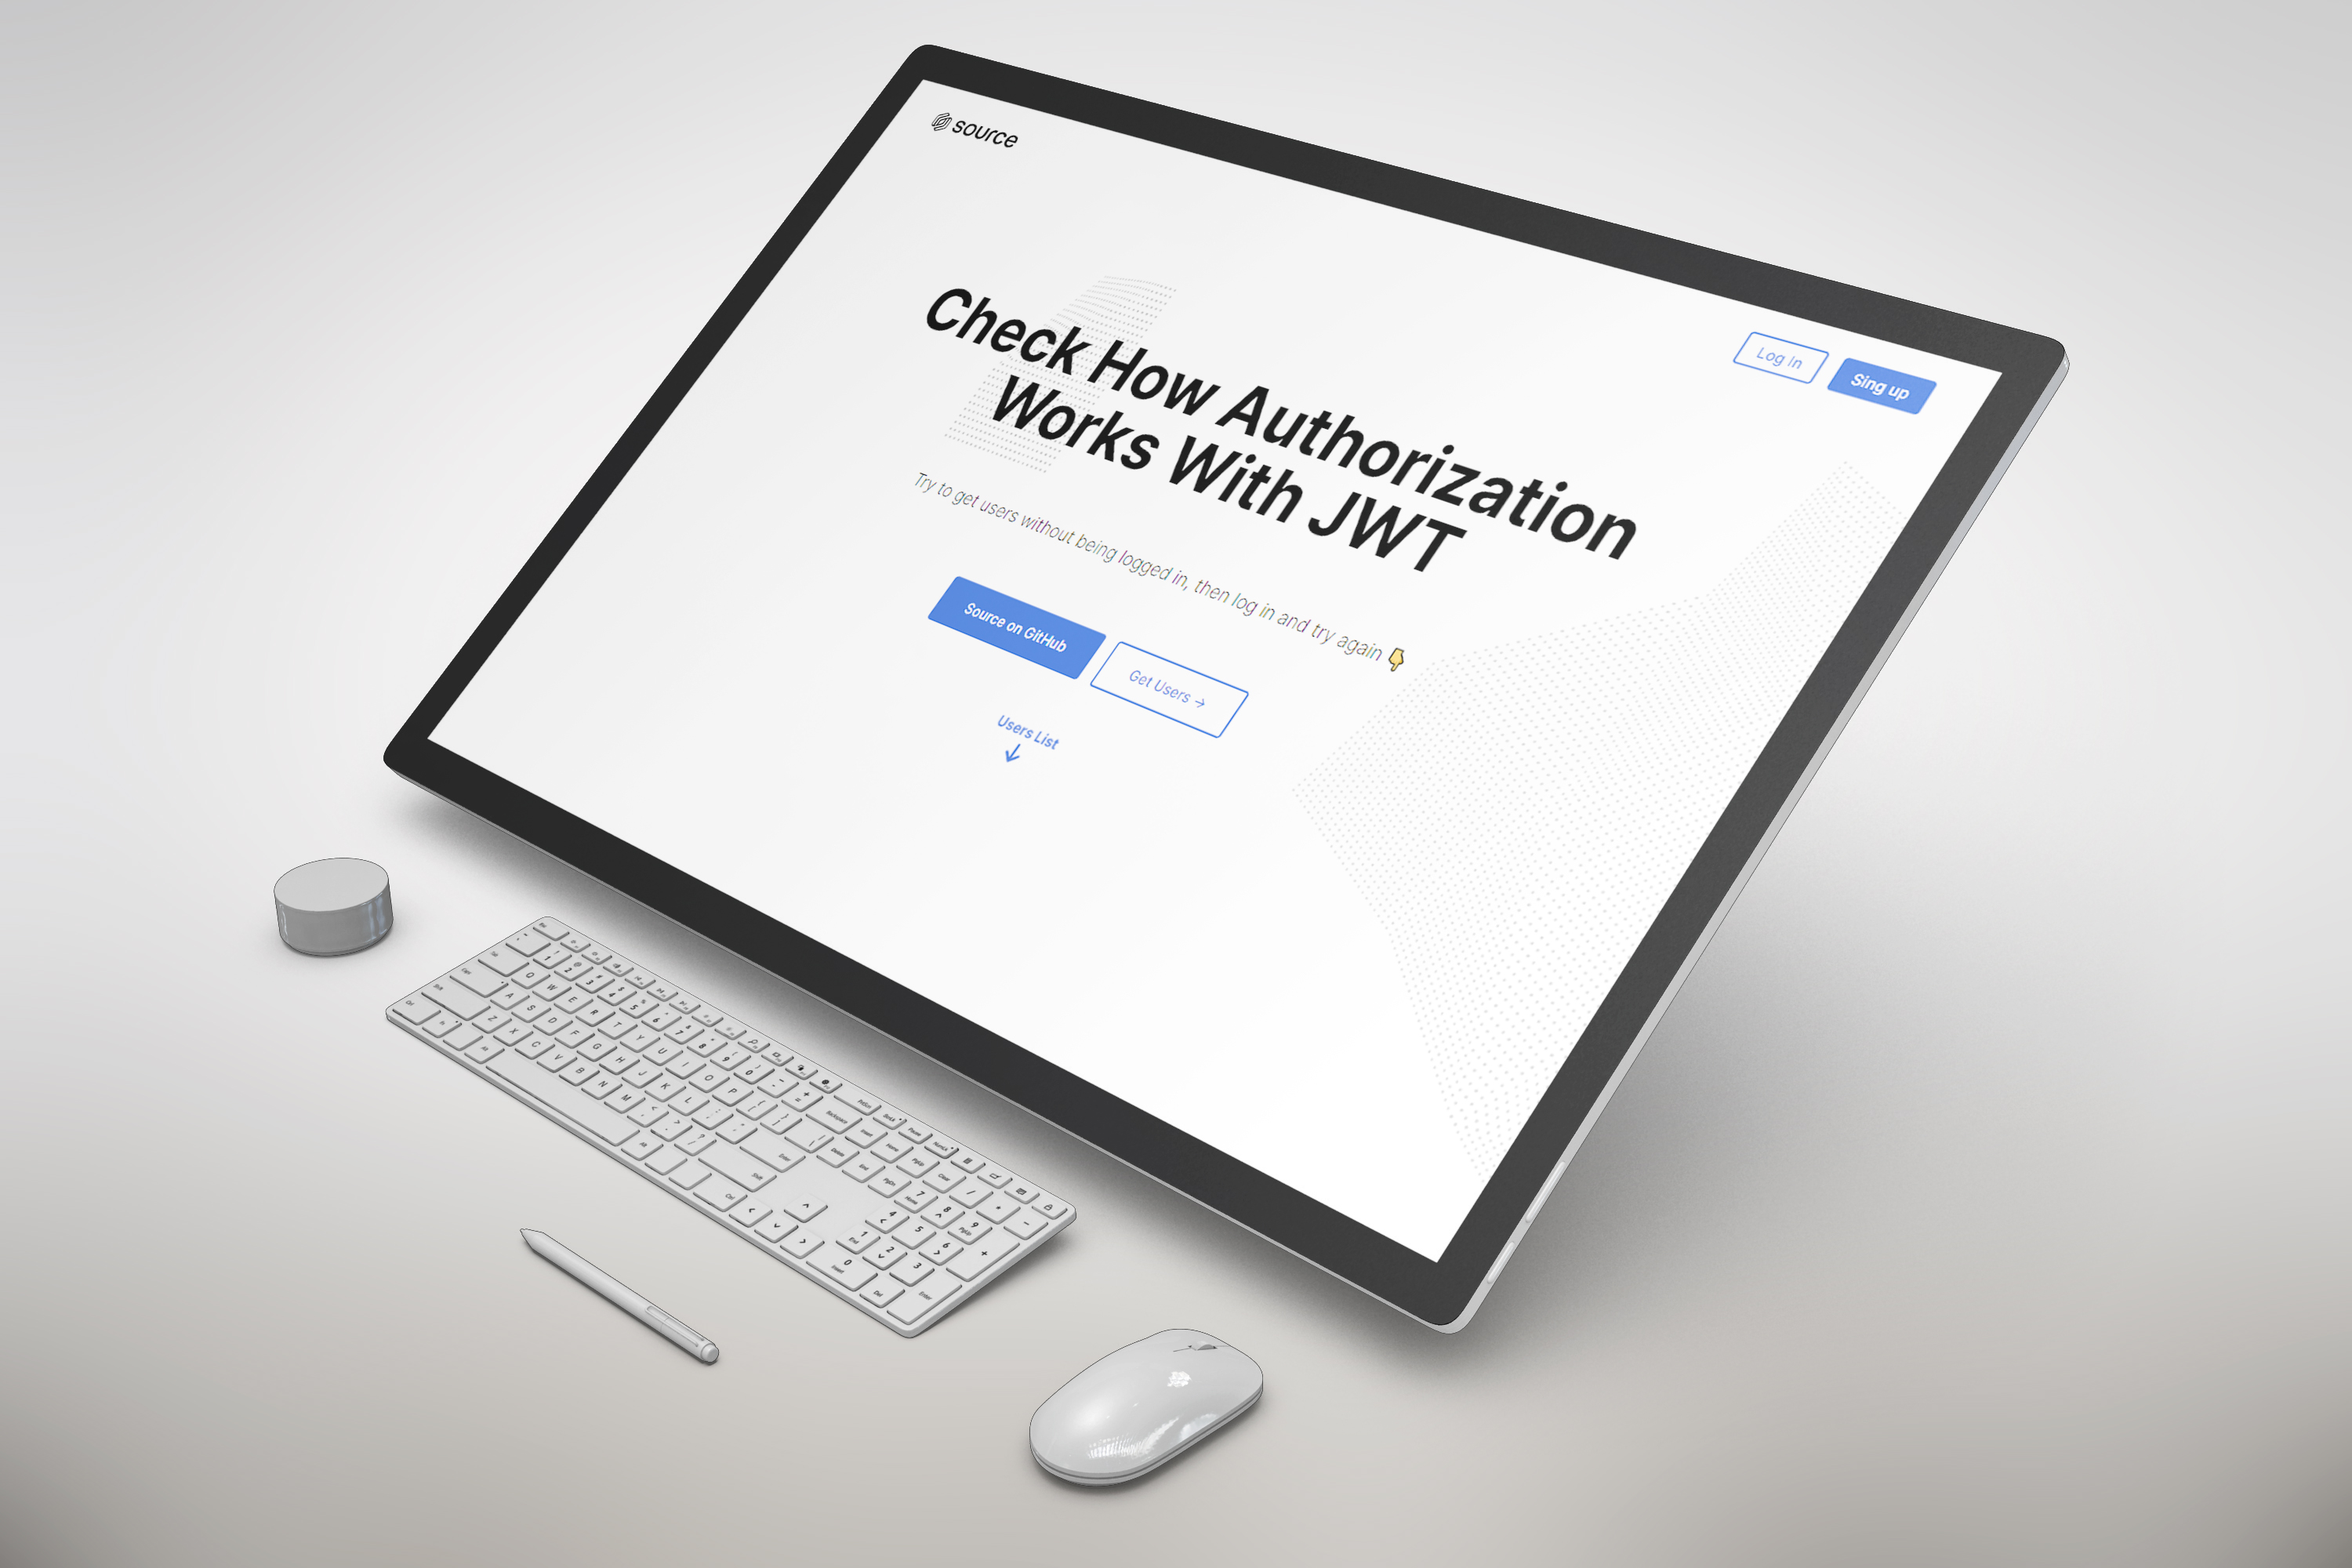 source
Log In
Sing up
Check How Authorization
Works With JWT
Try to get users without being logged in, then log in and try again 👇
Source on GitHub
Get Users →
Users List